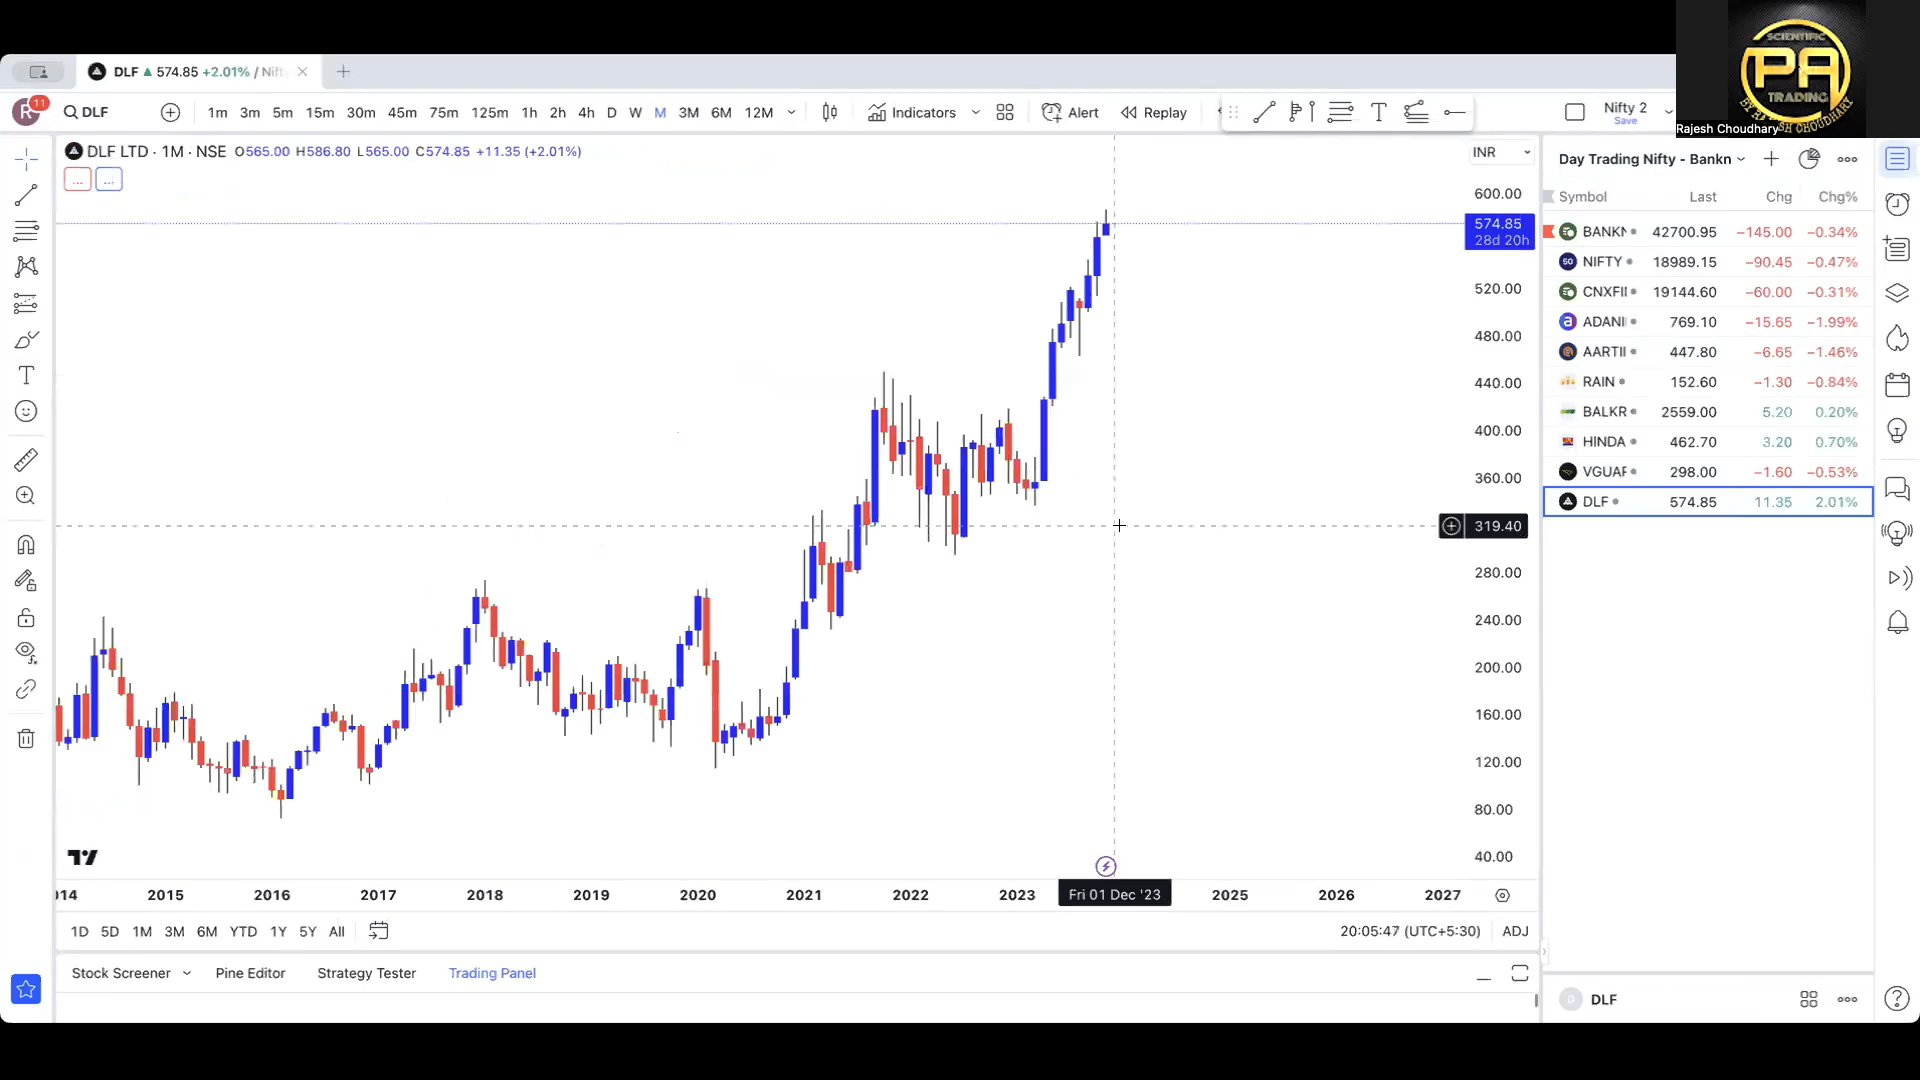 SCIENTIFIC
PA
TRADING
BY RAJESH CHOUDHARY
Rajesh Choudhary
DLF 574.85 +2.01% / Nift
R 11 DLF 1m 3m 5m 15m 30m 45m 75m 125m 1h 2h 4h D W M 3M 6M 12M Indicators Alert Replay T Nifty 2
Save
DLF LTD · 1M · NSE O565.00 H586.80 L565.00 C574.85 +11.35 (+2.01%)
... ...
INR
600.00
574.85
28d 20h
520.00
480.00
440.00
400.00
360.00
319.40
280.00
240.00
200.00
160.00
120.00
80.00
40.00
014 2015 2016 2017 2018 2019 2020 2021 2022 2023 Fri 01 Dec '23 2025 2026 2027
1D 5D 1M 3M 6M YTD 1Y 5Y All 20:05:47 (UTC+5:30) ADJ
Stock Screener Pine Editor Strategy Tester Trading Panel
Day Trading Nifty - Bankn
Symbol Last Chg Chg%
BANKN 42700.95 −145.00 −0.34%
50 NIFTY 18989.15 −90.45 −0.47%
CNXFII 19144.60 −60.00 −0.31%
a ADANI 769.10 −15.65 −1.99%
AARTII 447.80 −6.65 −1.46%
RAIN 152.60 −1.30 −0.84%
BALKR 2559.00 5.20 0.20%
HINDA 462.70 3.20 0.70%
VGUAF 298.00 −1.60 −0.53%
DLF 574.85 11.35 2.01%
D DLF